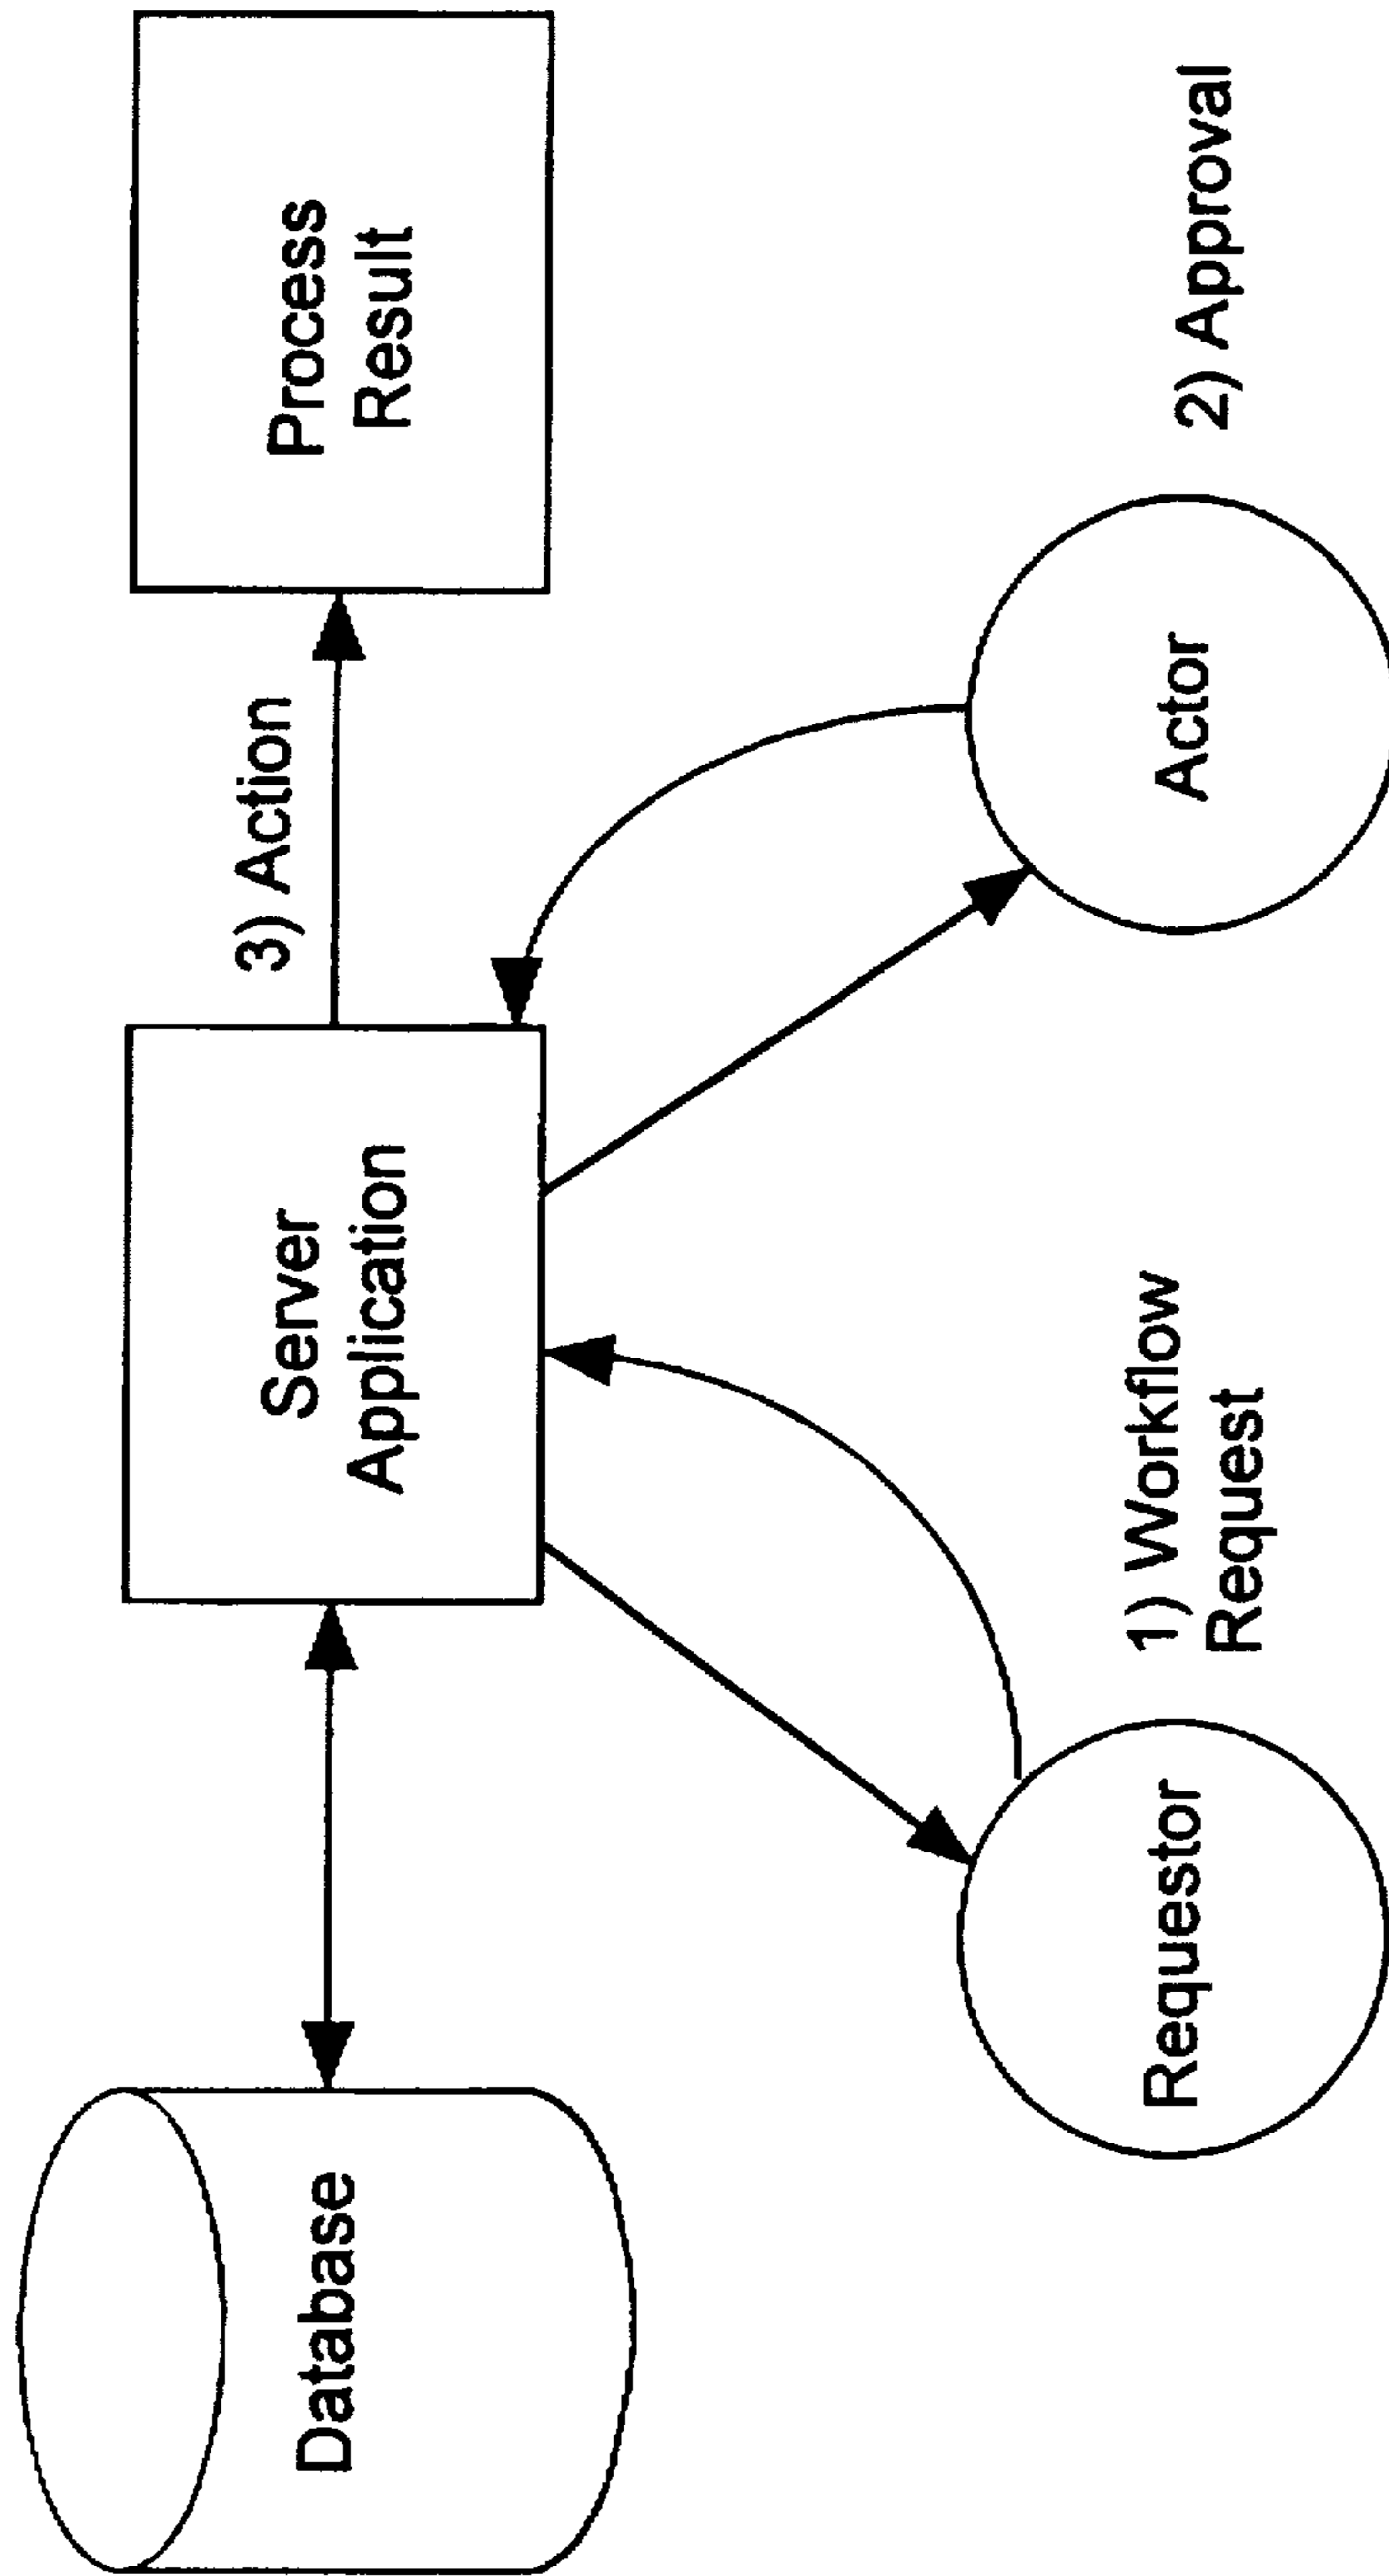 Database
Server
Application
3) Action
Process
Result
Requestor
1) Workflow
Request
Actor
2) Approval